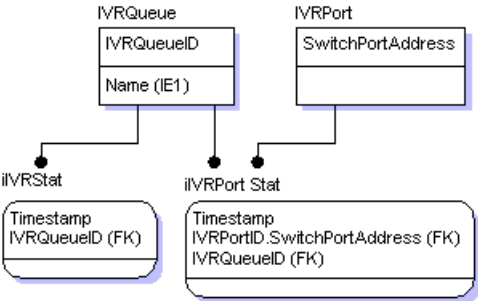 IVRQueue
IVRPort
IVRQueueID
SwitchPortAddress
Name (IE1)
iIVRStat
iIVRPort Stat
Timestamp
IVRQueueID (FK)
Timestamp
IVRPortID.SwitchPortAddress (FK)
IVRQueueID (FK)